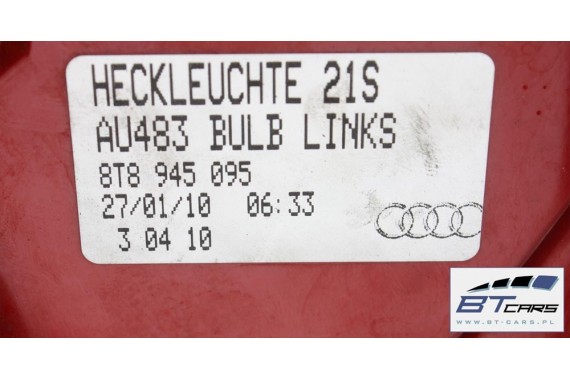 HECKLEUCHTE 21S
AU483 BULB LINKS
8T8 945 095
27/01/10 06:33
3 04 10
BT CARS
WWW.BT-CARS.PL